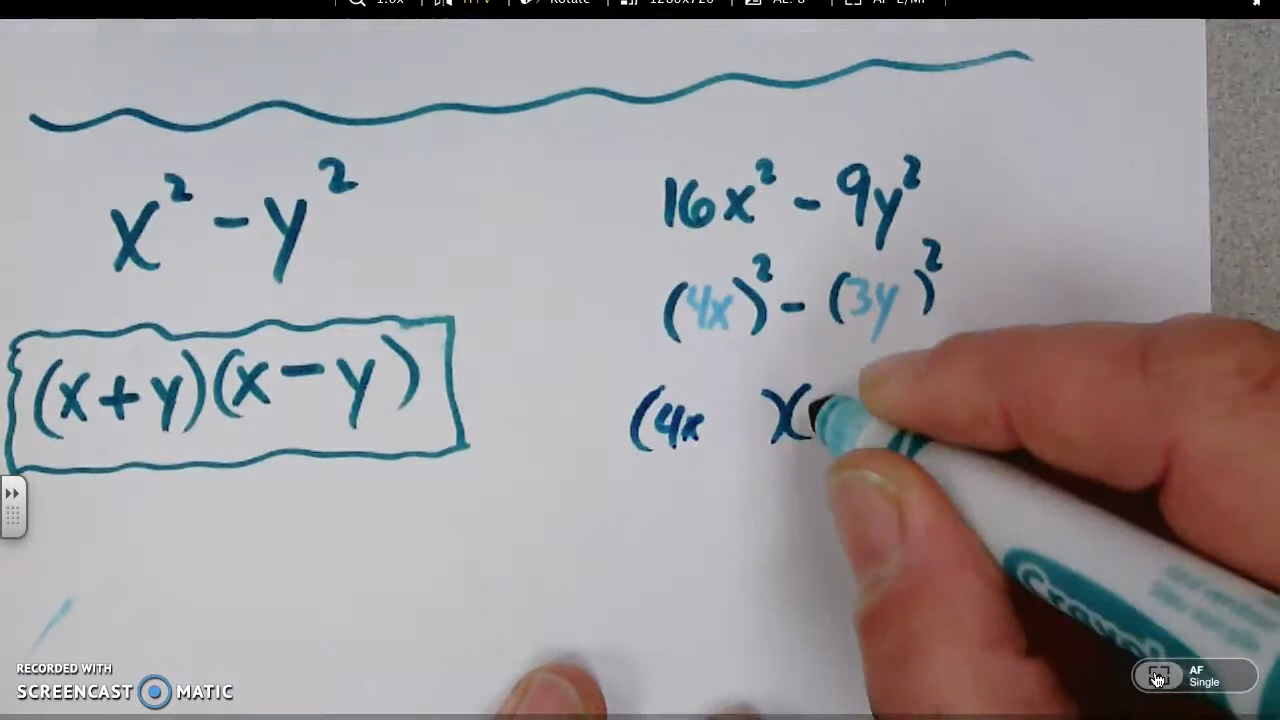 x² - y²
(x + y)(x - y)
16x² - 9y²
(4x)² - (3y)²
(4x )(
RECORDED WITH
SCREENCAST MATIC
AF
Single